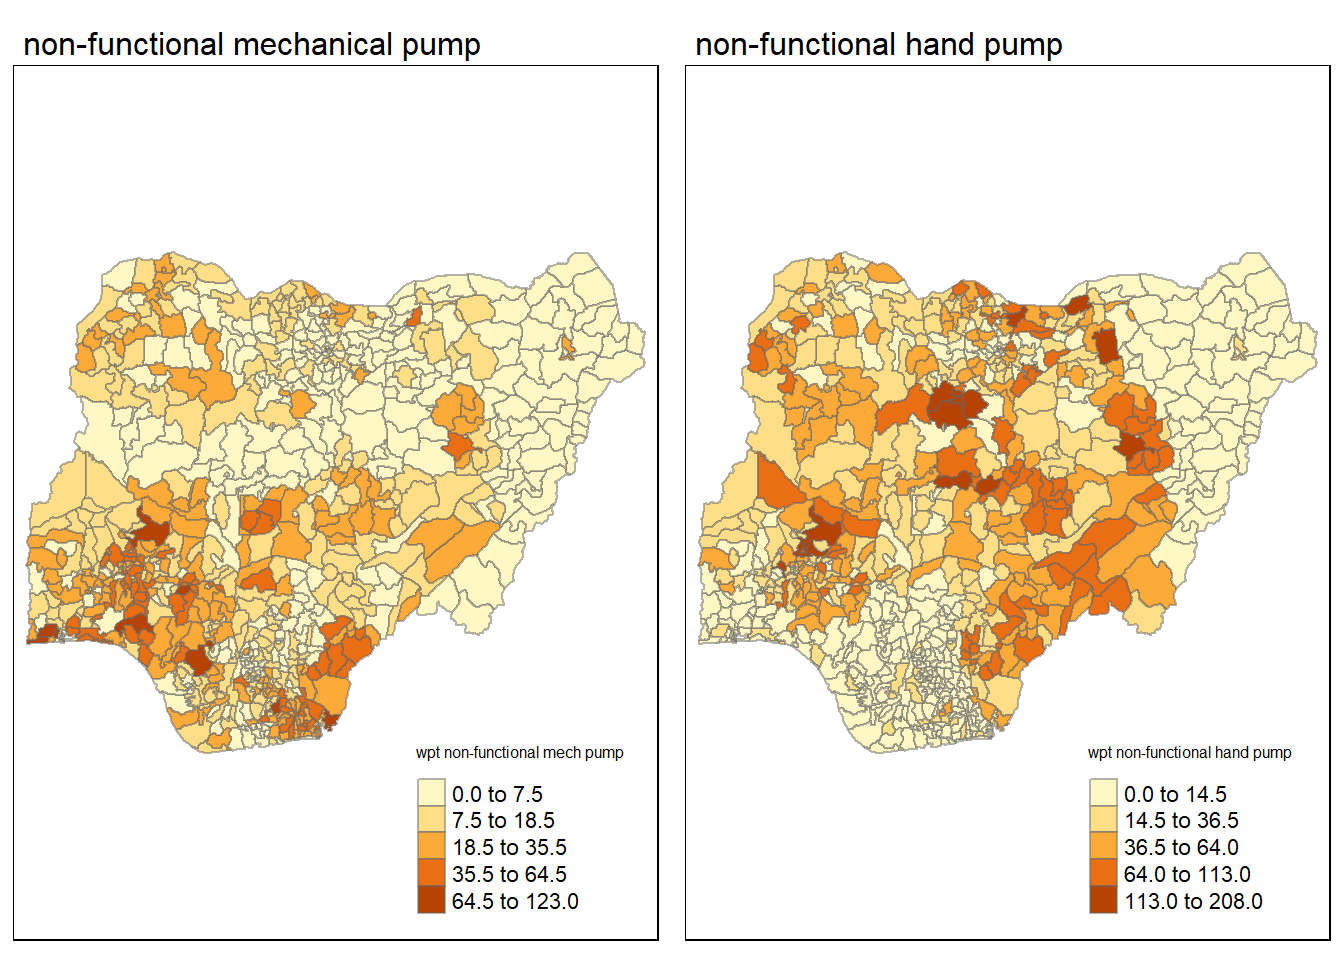 non-functional mechanical pump
wpt non-functional mech pump
0.0 to 7.5
7.5 to 18.5
18.5 to 35.5
35.5 to 64.5
64.5 to 123.0
non-functional hand pump
wpt non-functional hand pump
0.0 to 14.5
14.5 to 36.5
36.5 to 64.0
64.0 to 113.0
113.0 to 208.0